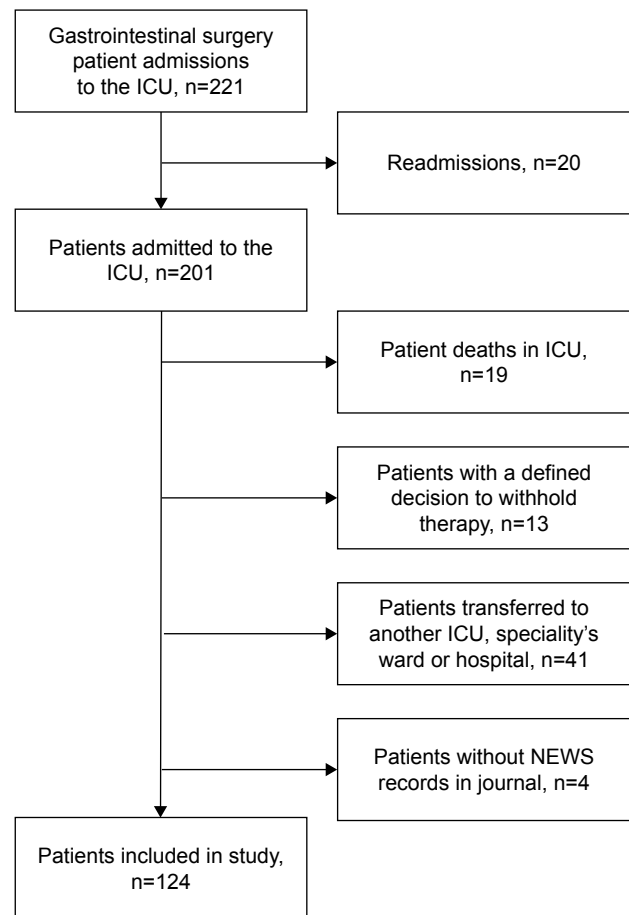 Gastrointestinal surgery
patient admissions
to the ICU, n=221
Readmissions, n=20
Patients admitted to the
ICU, n=201
Patient deaths in ICU,
n=19
Patients with a defined
decision to withhold
therapy, n=13
Patients transferred to
another ICU, speciality’s
ward or hospital, n=41
Patients without NEWS
records in journal, n=4
Patients included in study,
n=124